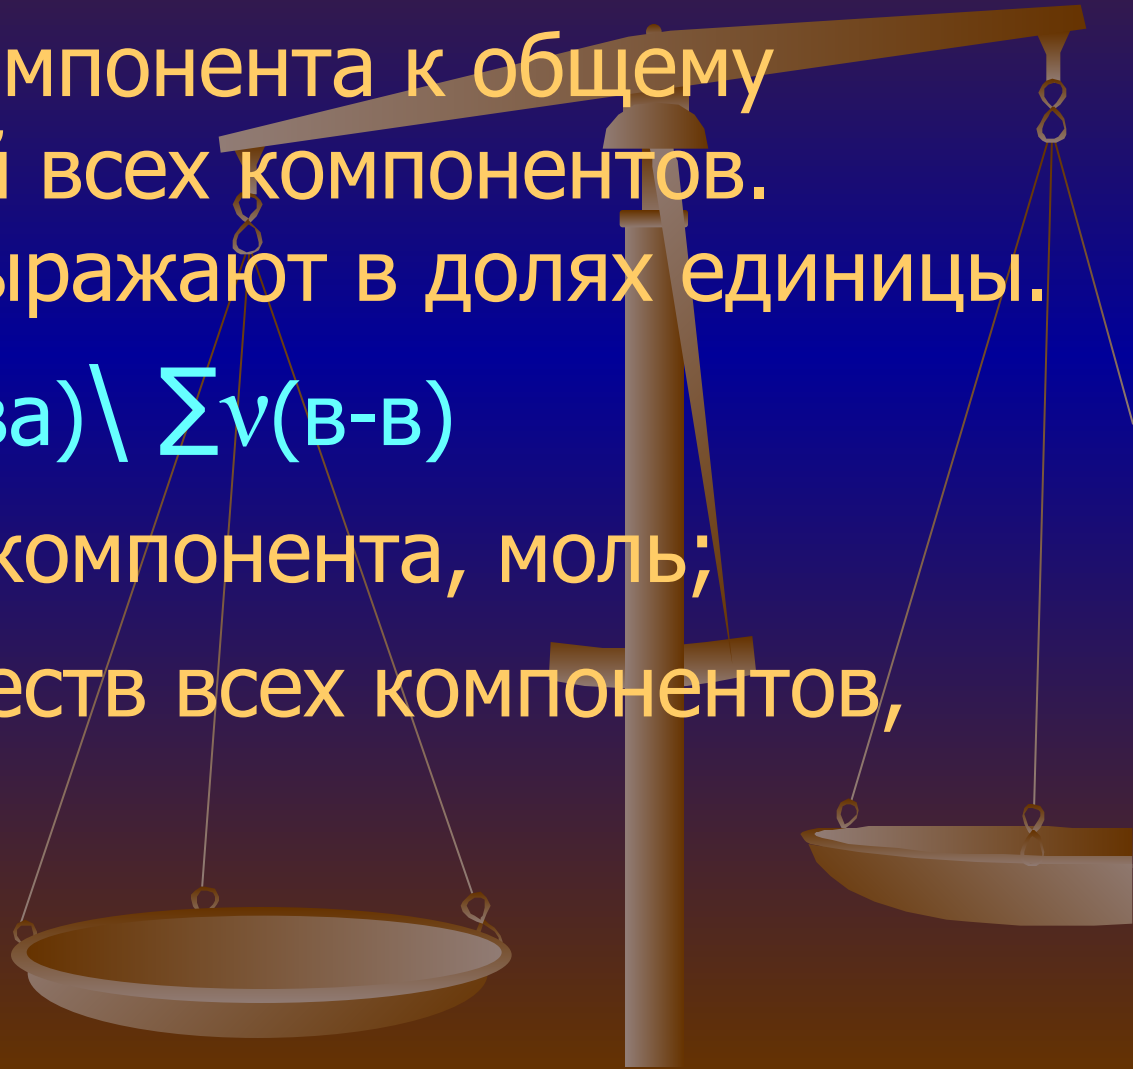 мпонента к общему
й всех компонентов.
ыражают в долях единицы.
ва)\ ∑ν(в-в)
компонента, моль;
еств всех компонентов,